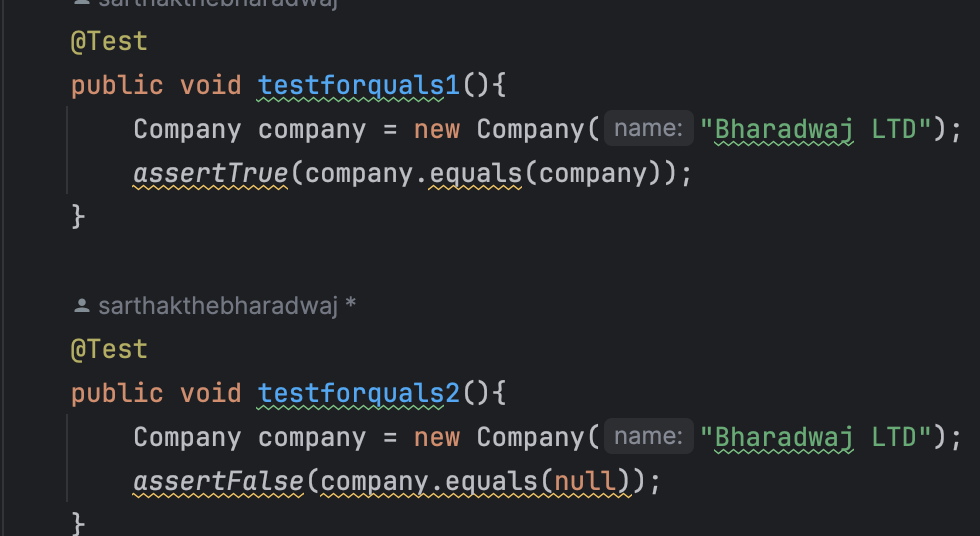 sarthakthebharadwaj
@Test
public void testforquals1(){
Company company = new Company( name: "Bharadwaj LTD");
assertTrue(company.equals(company));
}
sarthakthebharadwaj *
@Test
public void testforquals2(){
Company company = new Company( name: "Bharadwaj LTD");
assertFalse(company.equals(null));
}